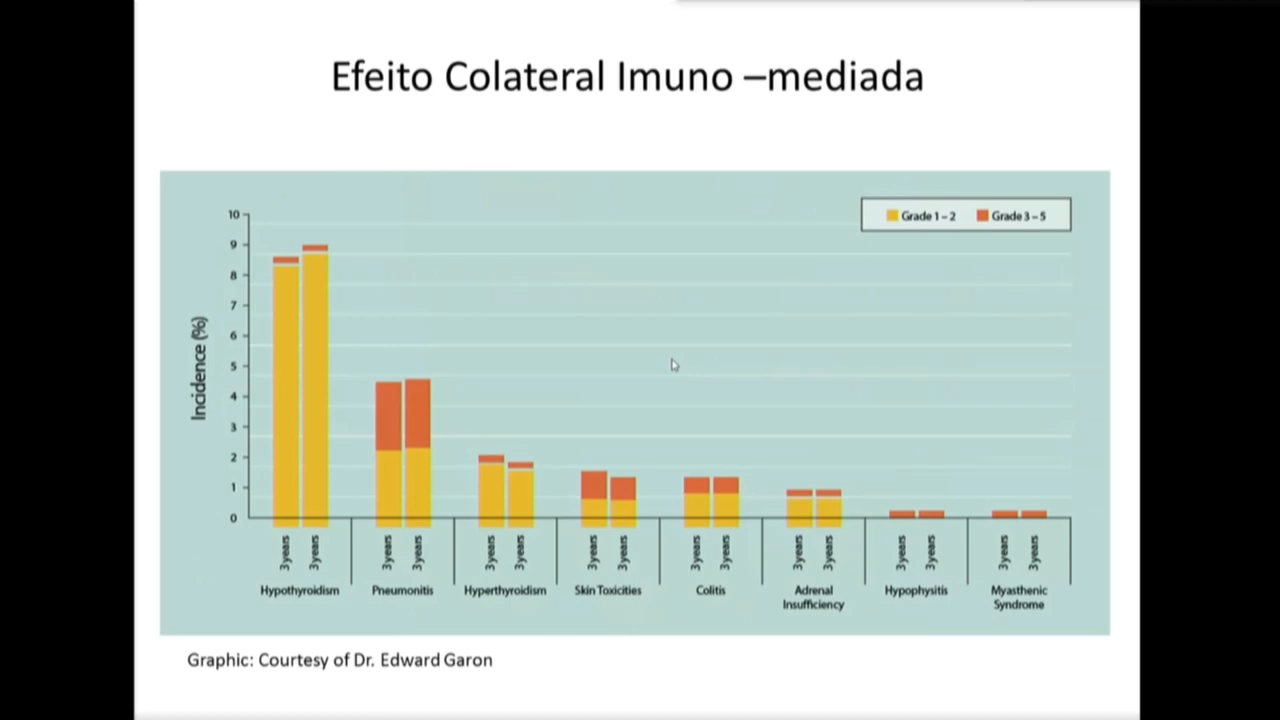 Efeito Colateral Imuno –mediada
Grade 1 – 2
Grade 3 – 5
Incidence (%)
10
9
8
7
6
5
4
3
2
1
0
3 years 3 years 3 years 3 years 3 years 3 years 3 years 3 years 3 years 3 years 3 years 3 years 3 years 3 years 3 years 3 years
Hypothyroidism Pneumonitis Hyperthyroidism Skin Toxicities Colitis Adrenal Hypophysitis Myasthenic
Insufficiency Syndrome
Graphic: Courtesy of Dr. Edward Garon